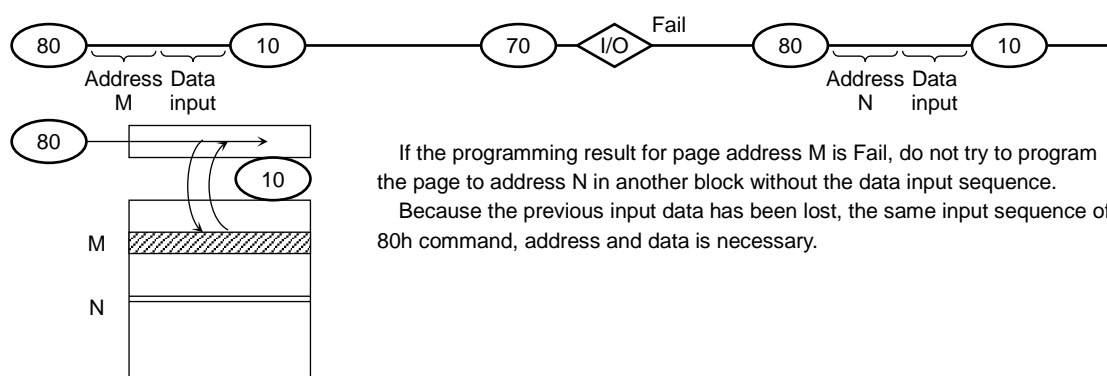 Fail
80 10 70 I/O 80 10
Address Data Address Data
M input N input
80
If the programming result for page address M is Fail, do not try to program
10
the page to address N in another block without the data input sequence.
Because the previous input data has been lost, the same input sequence of
M
80h command, address and data is necessary.
N